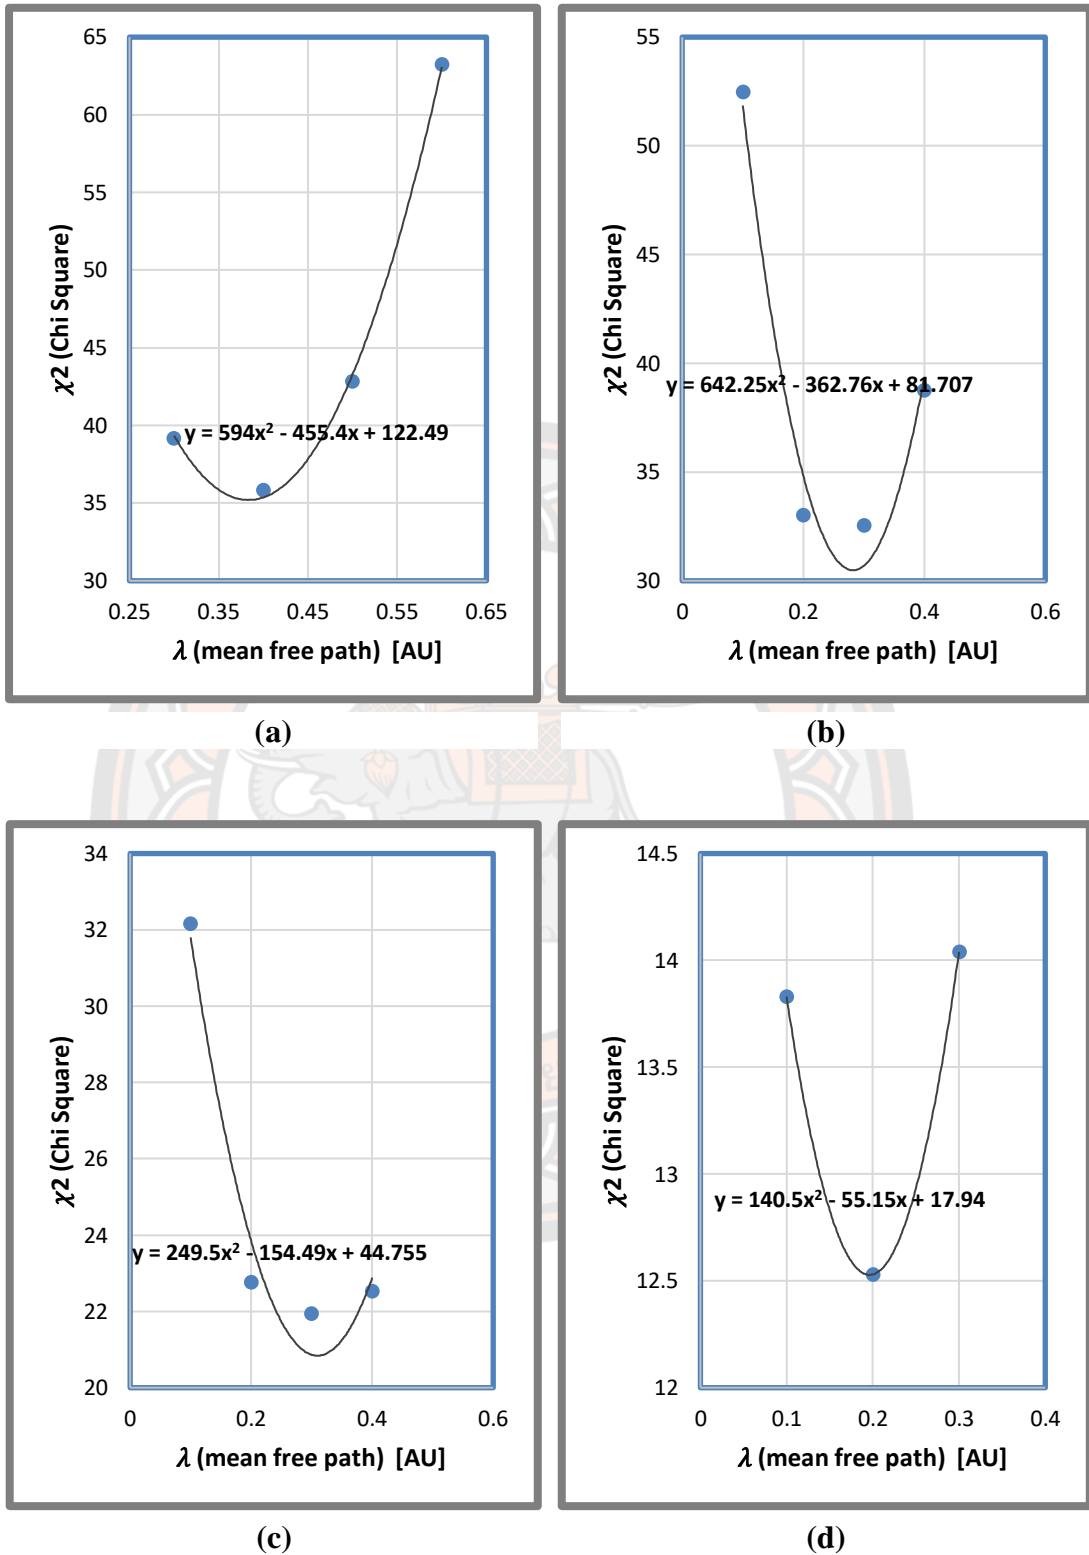 65
60
55
50
45
40
35
30
0.25 0.35 0.45 0.55 0.65
χ2 (Chi Square)
y = 594x² - 455.4x + 122.49
λ (mean free path) [AU]
(a)
55
50
45
40
35
30
0 0.2 0.4 0.6
χ2 (Chi Square)
y = 642.25x² - 362.76x + 81.707
λ (mean free path) [AU]
(b)
34
32
30
28
26
24
22
20
0 0.2 0.4 0.6
χ2 (Chi Square)
y = 249.5x² - 154.49x + 44.755
λ (mean free path) [AU]
(c)
14.5
14
13.5
13
12.5
12
0 0.1 0.2 0.3 0.4
χ2 (Chi Square)
y = 140.5x² - 55.15x + 17.94
λ (mean free path) [AU]
(d)